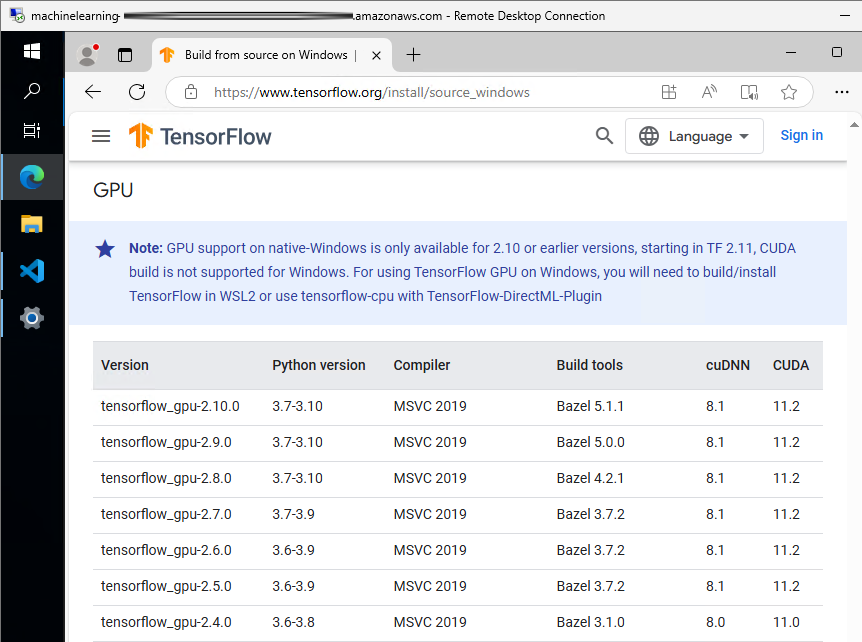 machinelearning- .amazonaws.com - Remote Desktop Connection
Build from source on Windows |
https://www.tensorflow.org/install/source_windows
TensorFlow
Language
Sign in
GPU
Note: GPU support on native-Windows is only available for 2.10 or earlier versions, starting in TF 2.11, CUDA
build is not supported for Windows. For using TensorFlow GPU on Windows, you will need to build/install
TensorFlow in WSL2 or use tensorflow-cpu with TensorFlow-DirectML-Plugin
Version Python version Compiler Build tools cuDNN CUDA
tensorflow_gpu-2.10.0 3.7-3.10 MSVC 2019 Bazel 5.1.1 8.1 11.2
tensorflow_gpu-2.9.0 3.7-3.10 MSVC 2019 Bazel 5.0.0 8.1 11.2
tensorflow_gpu-2.8.0 3.7-3.10 MSVC 2019 Bazel 4.2.1 8.1 11.2
tensorflow_gpu-2.7.0 3.7-3.9 MSVC 2019 Bazel 3.7.2 8.1 11.2
tensorflow_gpu-2.6.0 3.6-3.9 MSVC 2019 Bazel 3.7.2 8.1 11.2
tensorflow_gpu-2.5.0 3.6-3.9 MSVC 2019 Bazel 3.7.2 8.1 11.2
tensorflow_gpu-2.4.0 3.6-3.8 MSVC 2019 Bazel 3.1.0 8.0 11.0